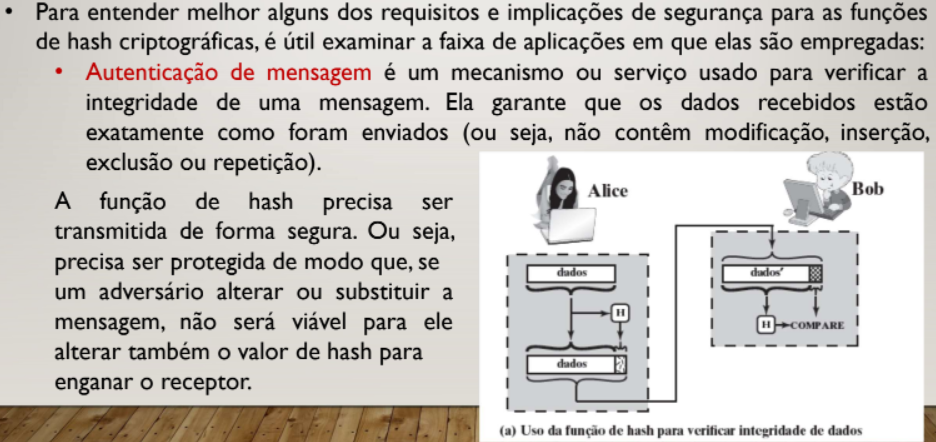 • Para entender melhor alguns dos requisitos e implicações de segurança para as funções
de hash criptográficas, é útil examinar a faixa de aplicações em que elas são empregadas:
• Autenticação de mensagem é um mecanismo ou serviço usado para verificar a
integridade de uma mensagem. Ela garante que os dados recebidos estão
exatamente como foram enviados (ou seja, não contêm modificação, inserção,
exclusão ou repetição).
A função de hash precisa ser
transmitida de forma segura. Ou seja,
precisa ser protegida de modo que, se
um adversário alterar ou substituir a
mensagem, não será viável para ele
alterar também o valor de hash para
enganar o receptor.
Alice
Bob
dados
H
dados
dados'
H
COMPARE
(a) Uso da função de hash para verificar integridade de dados